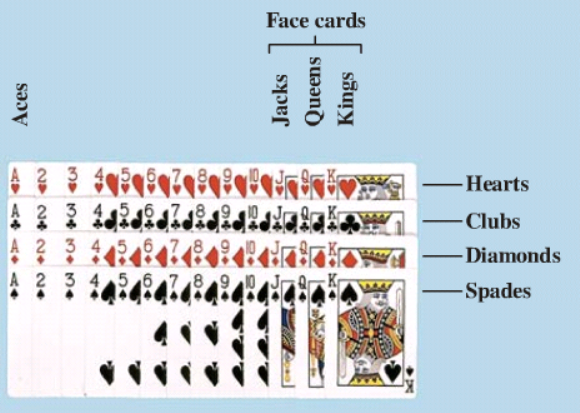 Face cards
Aces
Jacks
Queens
Kings
A 2 3 4 5 6 7 8 9 10 J Q K
Hearts
A 2 3 4 5 6 7 8 9 10 J Q K
Clubs
A 2 3 4 5 6 7 8 9 10 J Q K
Diamonds
A 2 3 4 5 6 7 8 9 10 J Q K
Spades
K